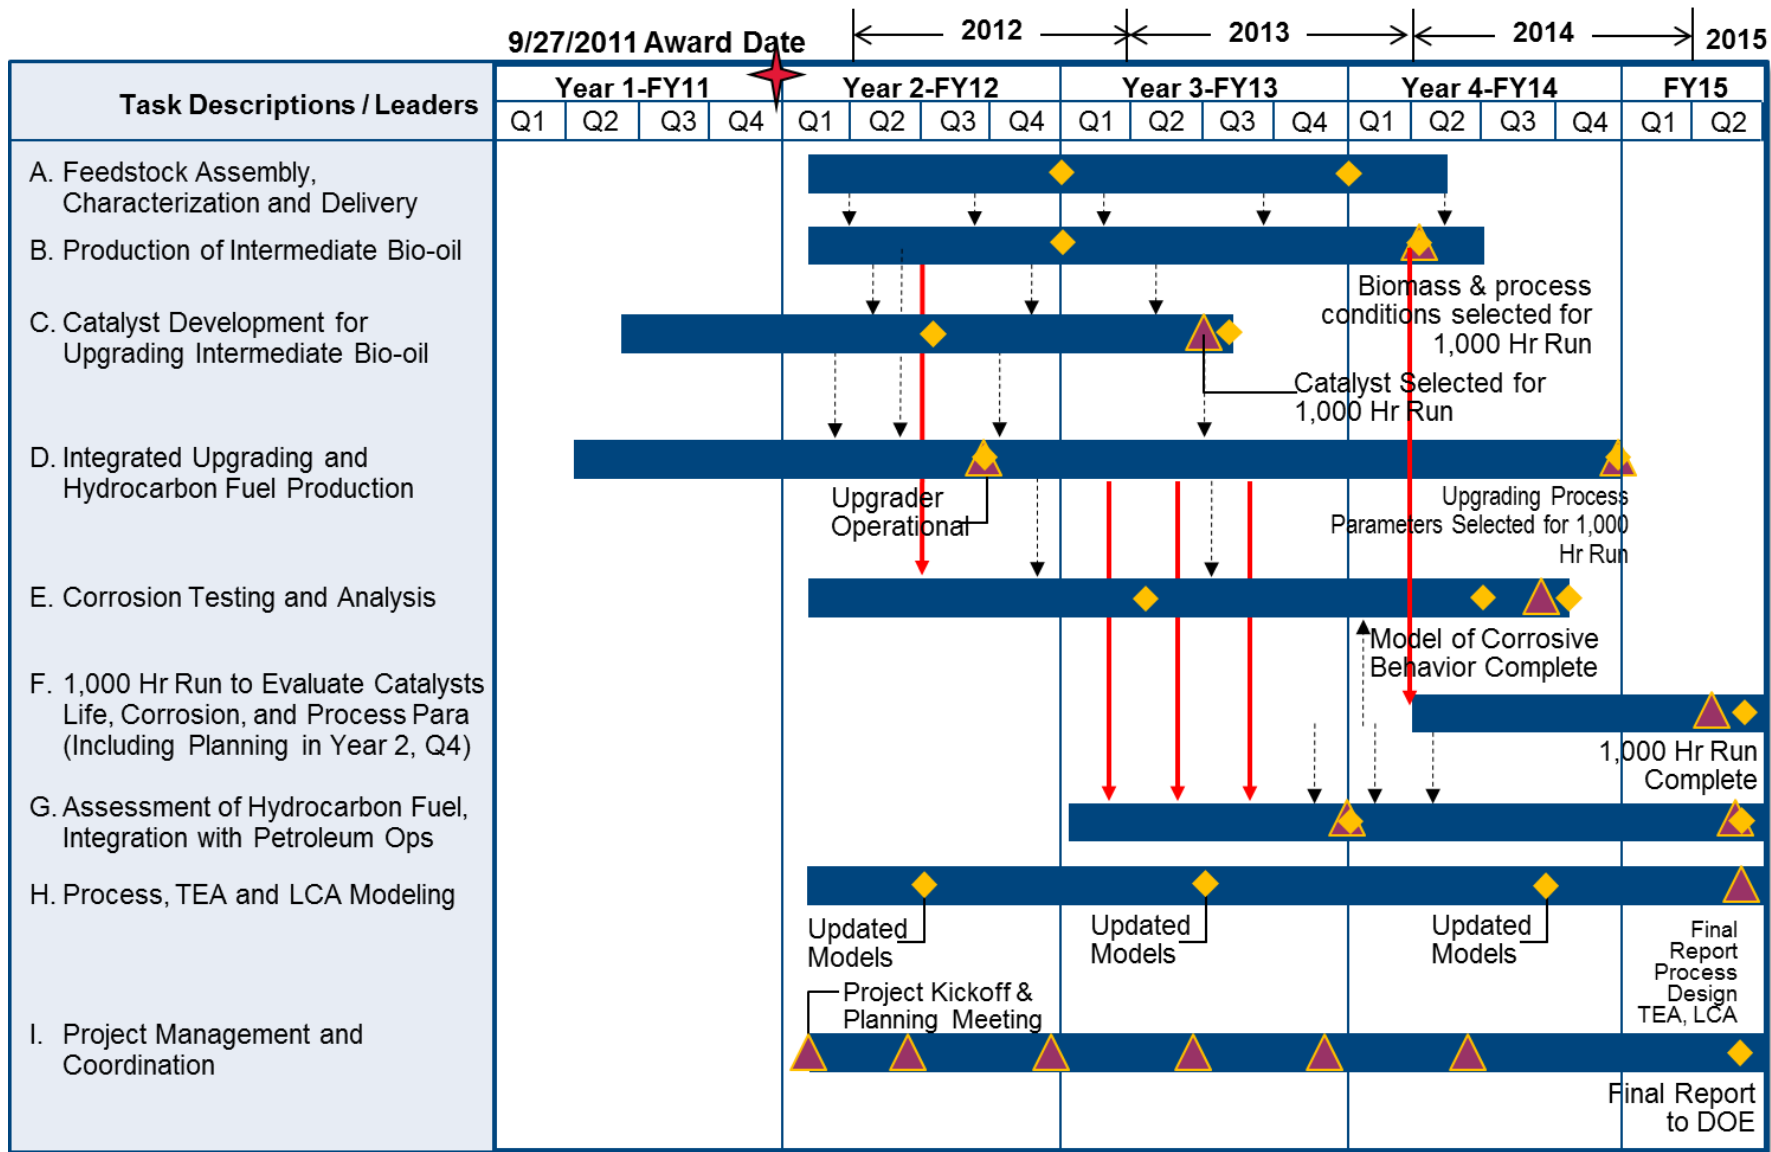 2012
2013
2014
2015
9/27/2011 Award Date
Task Descriptions / Leaders
Year 1-FY11
Year 2-FY12
Year 3-FY13
Year 4-FY14
FY15
Q1 Q2 Q3 Q4 Q1 Q2 Q3 Q4 Q1 Q2 Q3 Q4 Q1 Q2 Q3 Q4 Q1 Q2
A. Feedstock Assembly,
Characterization and Delivery
B. Production of Intermediate Bio-oil
Biomass & process
conditions selected for
1,000 Hr Run
C. Catalyst Development for
Upgrading Intermediate Bio-oil
Catalyst Selected for
1,000 Hr Run
D. Integrated Upgrading and
Hydrocarbon Fuel Production
Upgrader
Operational
Upgrading Process
Parameters Selected for 1,000
Hr Run
E. Corrosion Testing and Analysis
Model of Corrosive
Behavior Complete
F. 1,000 Hr Run to Evaluate Catalysts
Life, Corrosion, and Process Para
(Including Planning in Year 2, Q4)
1,000 Hr Run
Complete
G. Assessment of Hydrocarbon Fuel,
Integration with Petroleum Ops
H. Process, TEA and LCA Modeling
Updated
Models
Updated
Models
Updated
Models
Final
Report
Process
Design
TEA, LCA
Project Kickoff &
Planning Meeting
I. Project Management and
Coordination
Final Report
to DOE